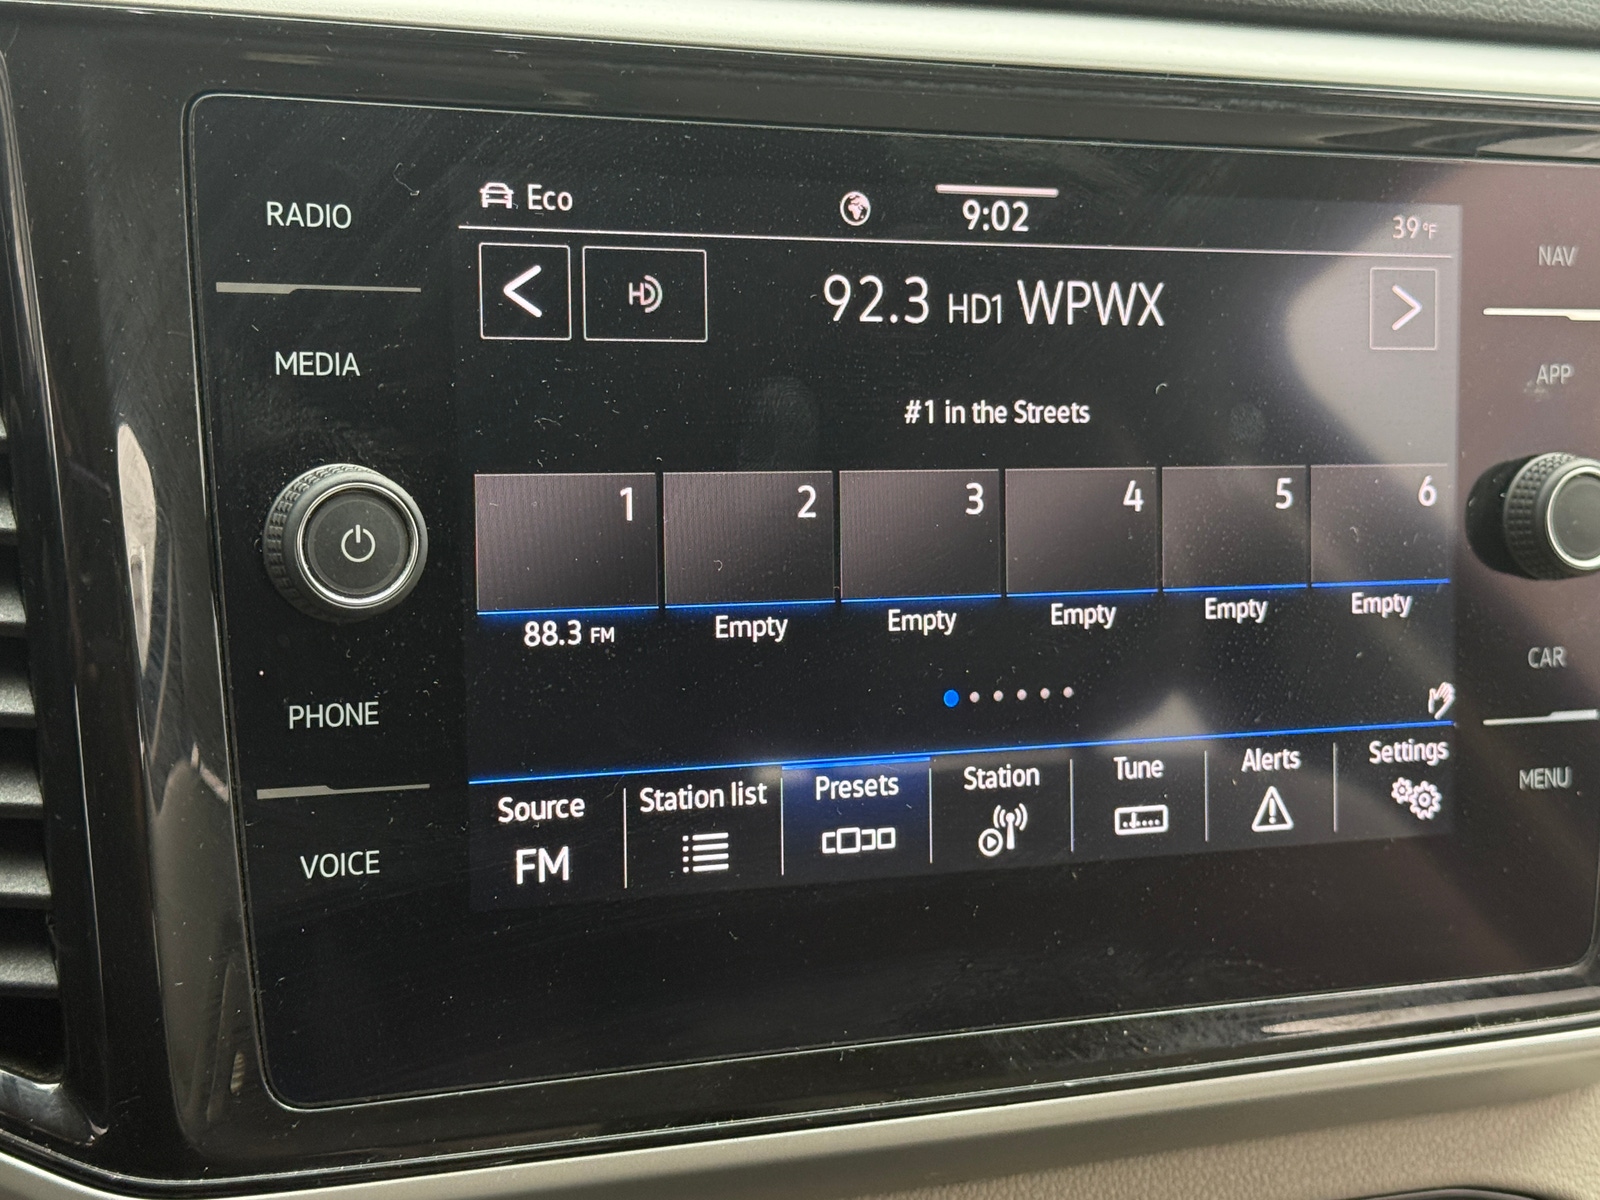 RADIO
MEDIA
PHONE
VOICE
Eco
9:02
39°F
HD
92.3 HD1 WPWX
#1 in the Streets
1
2
3
4
5
6
88.3 FM
Empty
Empty
Empty
Empty
Empty
Source
FM
Station list
Presets
Station
Tune
Alerts
Settings
NAV
APP
CAR
MENU